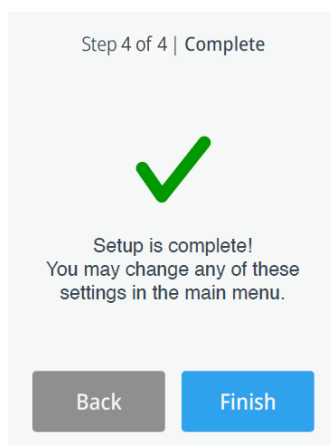 Step 4 of 4 | Complete
Setup is complete!
You may change any of these
settings in the main menu.
Back
Finish